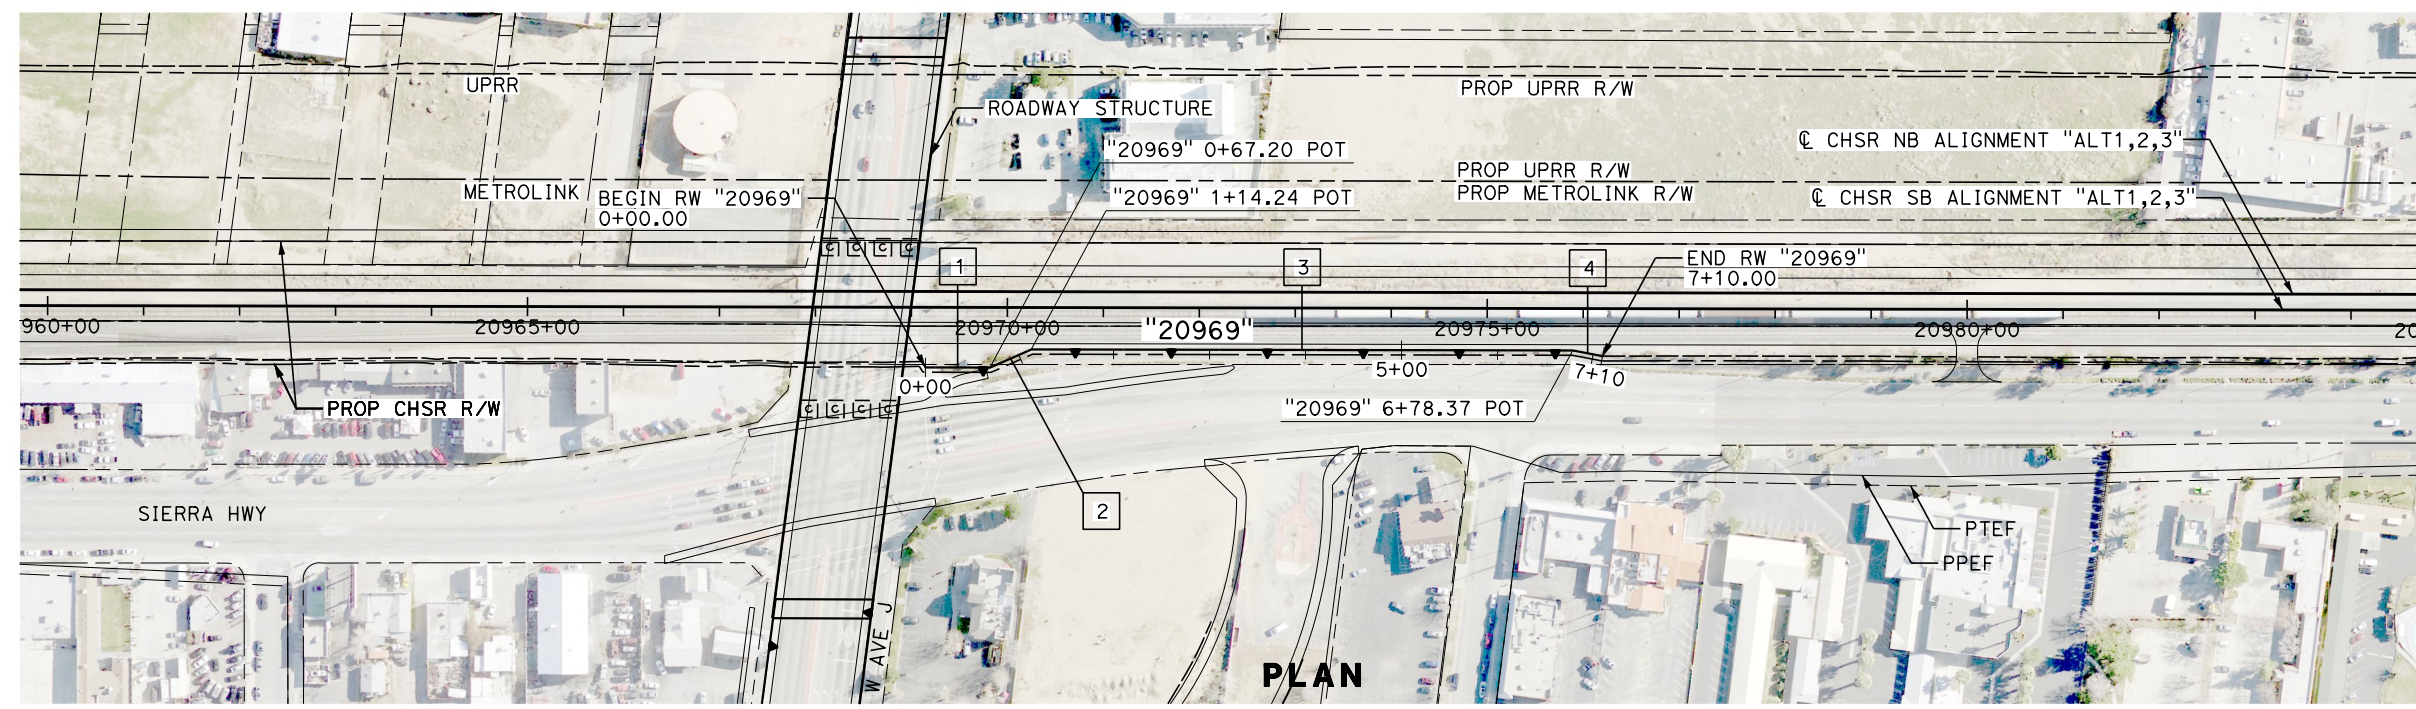 UPRR
PROP UPRR R/W
ROADWAY STRUCTURE
"20969" 0+67.20 POT
℄ CHSR NB ALIGNMENT "ALT1,2,3"
PROP UPRR R/W
PROP METROLINK R/W
METROLINK
BEGIN RW "20969"
0+00.00
"20969" 1+14.24 POT
℄ CHSR SB ALIGNMENT "ALT1,2,3"
C C C C
1
3
4
END RW "20969"
7+10.00
960+00
20965+00
20970+00
"20969"
20975+00
20980+00
20
0+00
5+00
7+10
PROP CHSR R/W
C C C C
"20969" 6+78.37 POT
2
SIERRA HWY
PTEF
PPEF
W AVE J
PLAN